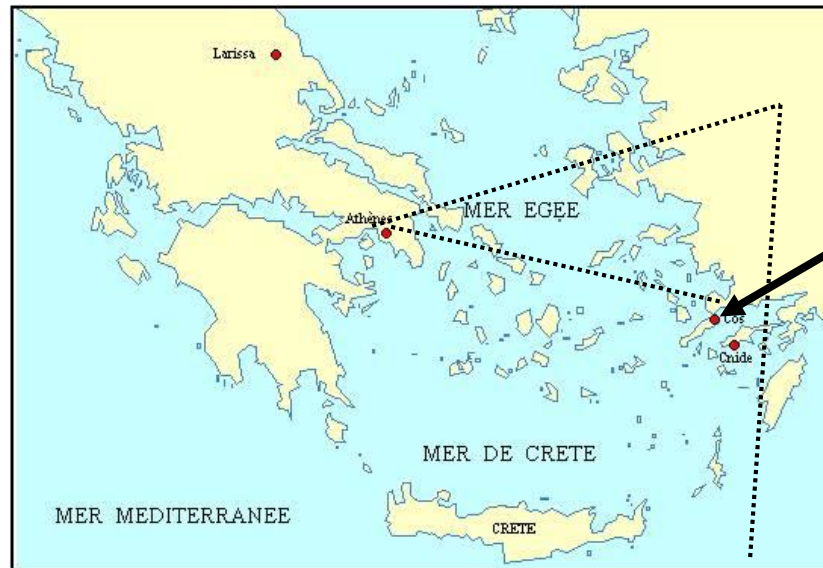 Larissa
Athènes
MER EGEE
Cos
Cnide
MER DE CRETE
MER MEDITERRANEE
CRETE